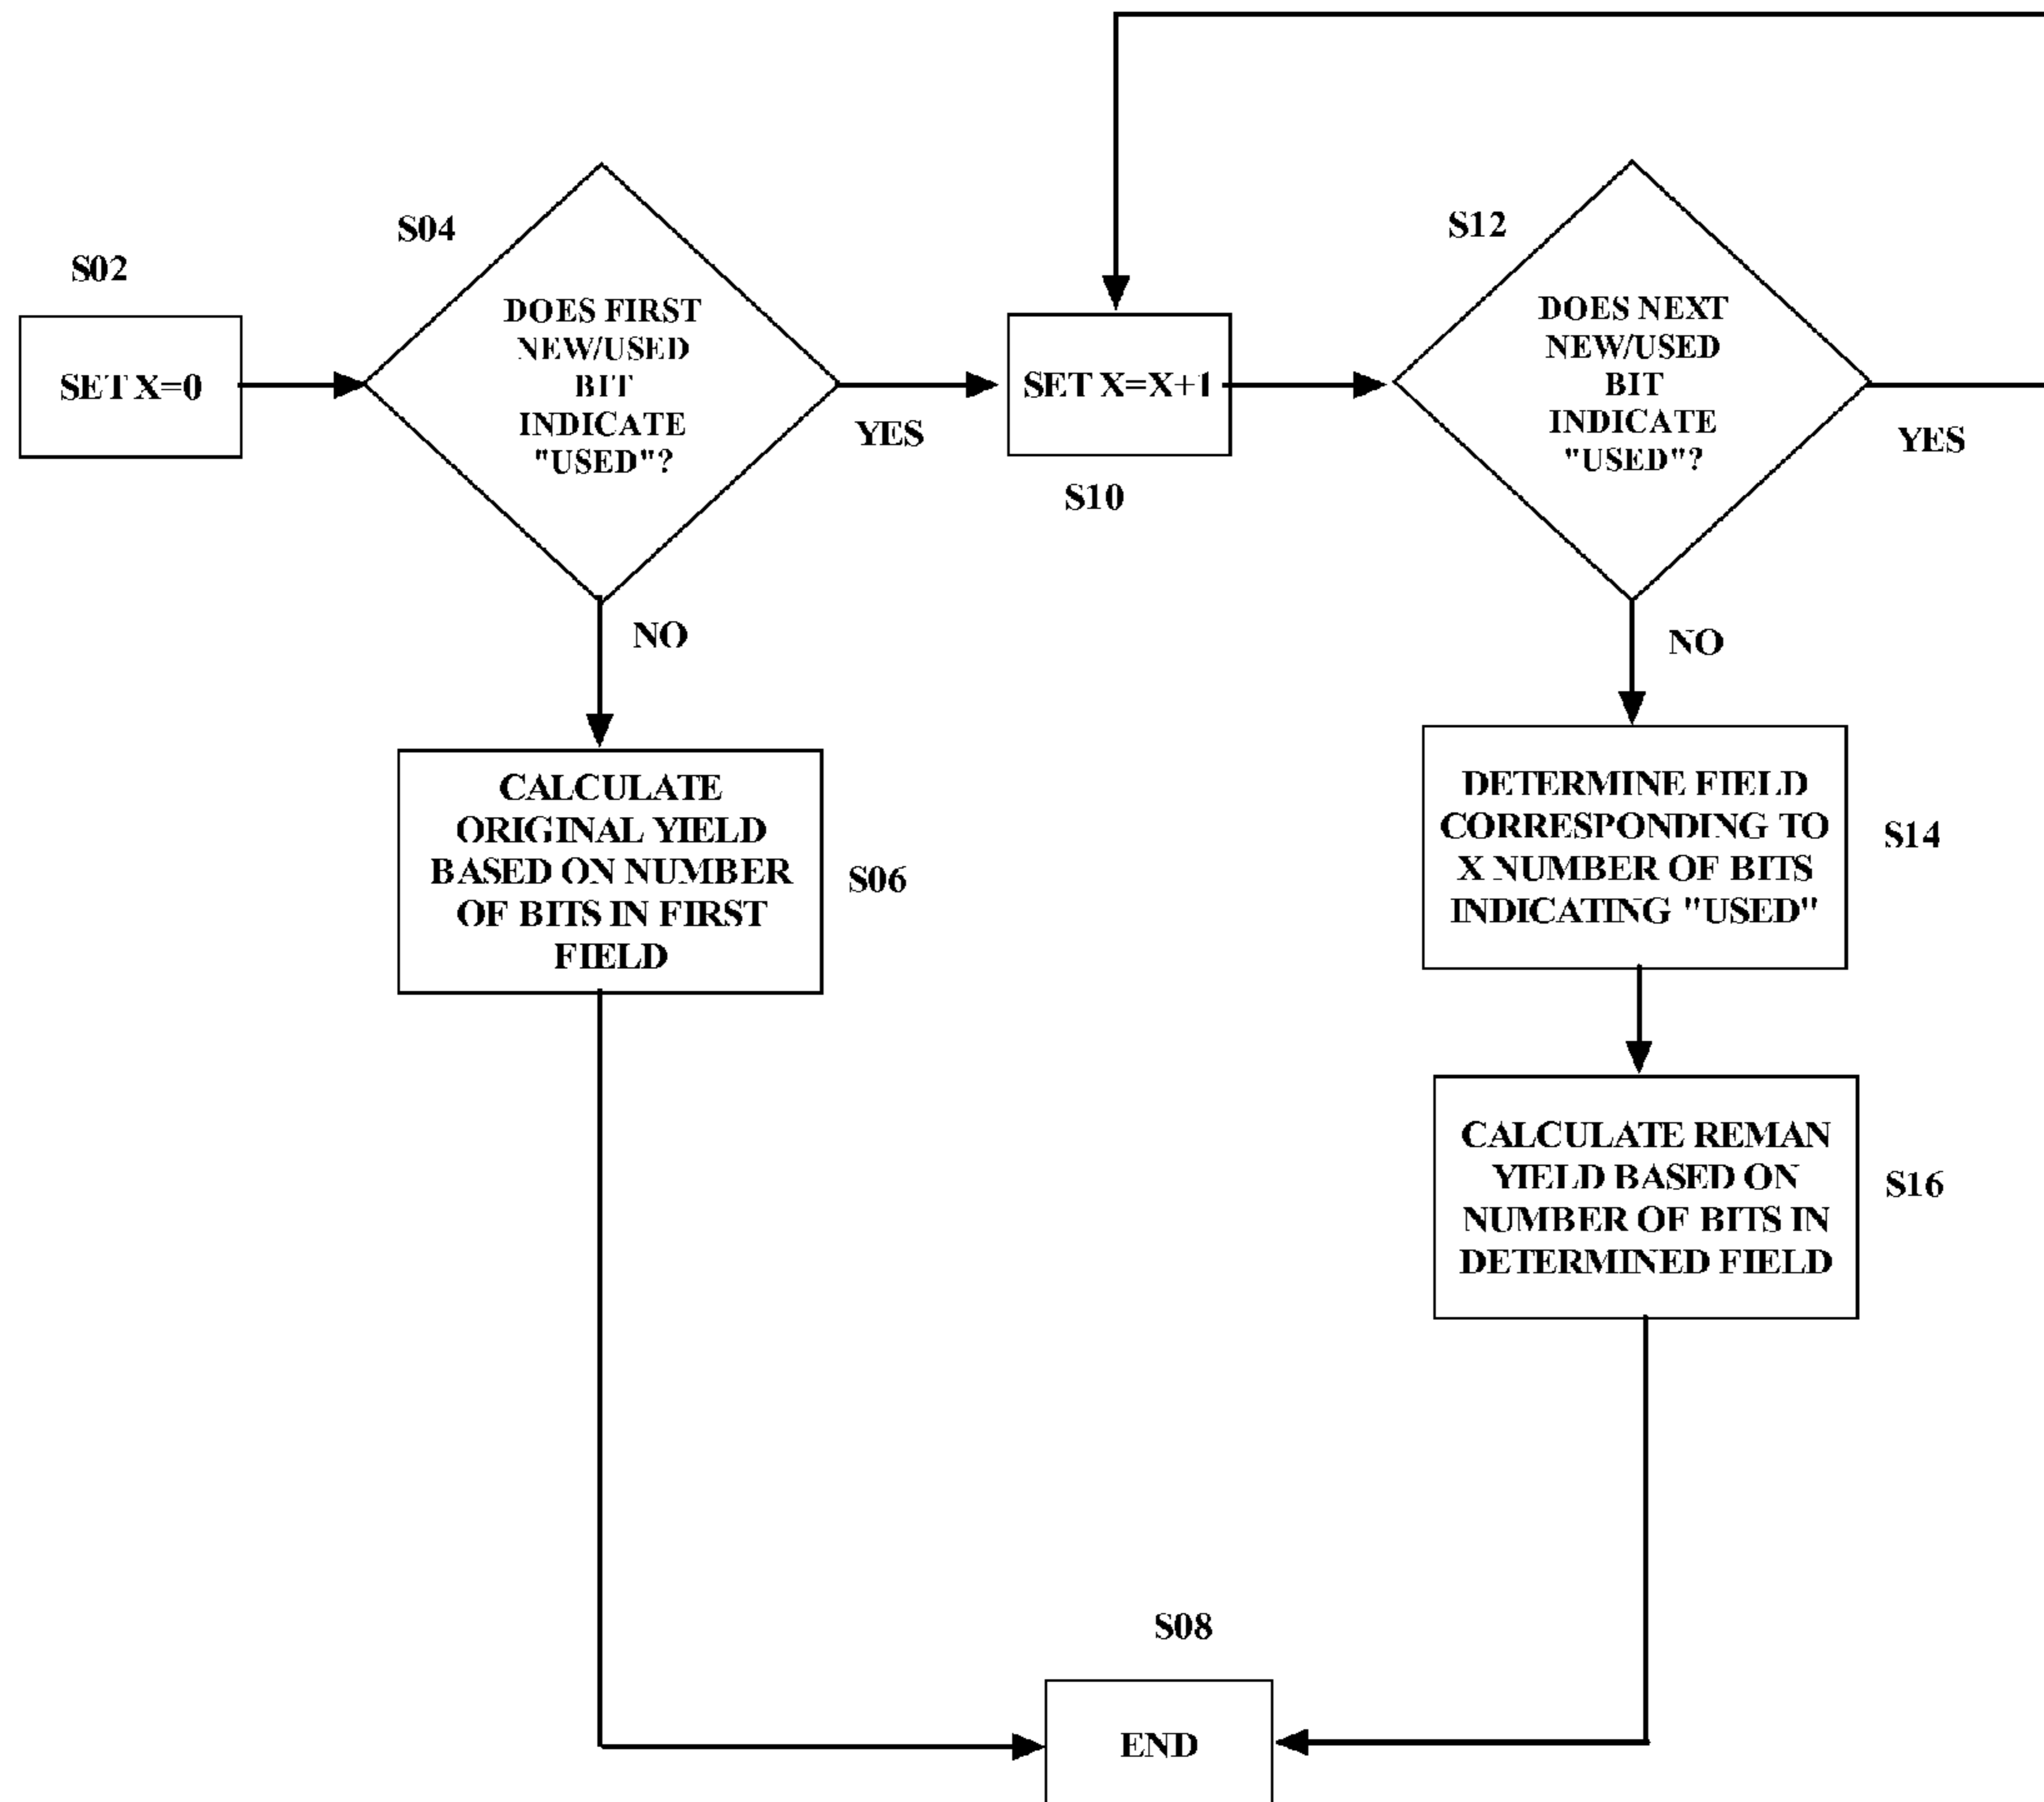 S02
SET X=0
S04
DOES FIRST
NEW/USED
BIT
INDICATE
"USED"?
YES
NO
CALCULATE
ORIGINAL YIELD
BASED ON NUMBER
OF BITS IN FIRST
FIELD
S06
SET X=X+1
S10
S12
DOES NEXT
NEW/USED
BIT
INDICATE
"USED"?
YES
NO
DETERMINE FIELD
CORRESPONDING TO
X NUMBER OF BITS
INDICATING "USED"
S14
CALCULATE REMAN
YIELD BASED ON
NUMBER OF BITS IN
DETERMINED FIELD
S16
S08
END